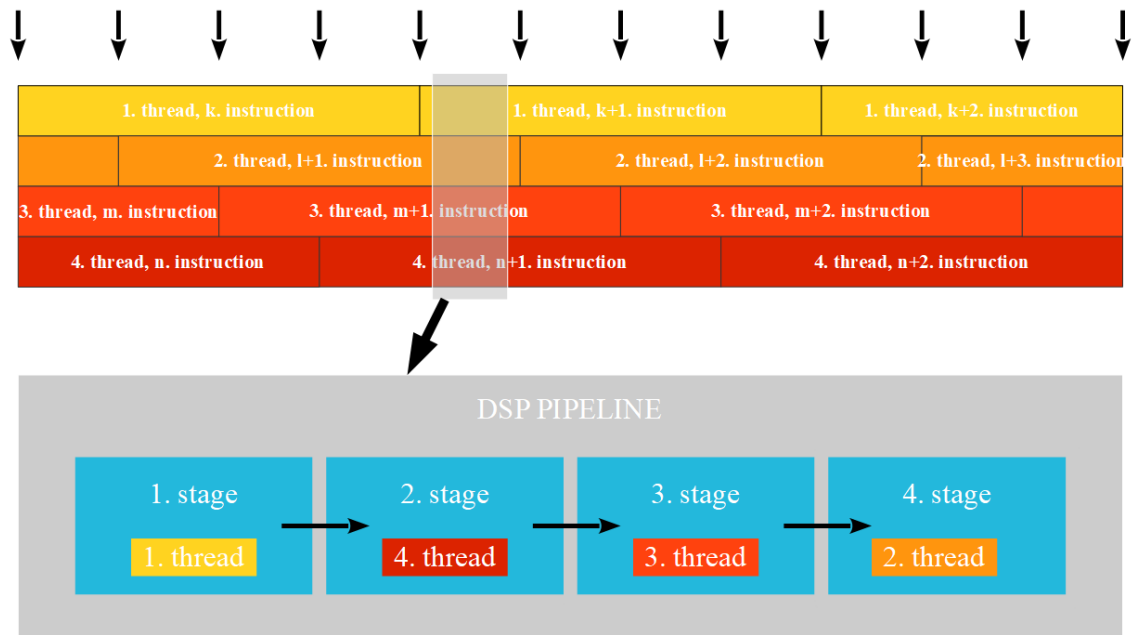 1. thread, k. instruction
1. thread, k+1. instruction
1. thread, k+2. instruction
2. thread, l+1. instruction
2. thread, l+2. instruction
2. thread, l+3. instruction
3. thread, m. instruction
3. thread, m+1. instruction
3. thread, m+2. instruction
4. thread, n. instruction
4. thread, n+1. instruction
4. thread, n+2. instruction
DSP PIPELINE
1. stage
1. thread
2. stage
4. thread
3. stage
3. thread
4. stage
2. thread